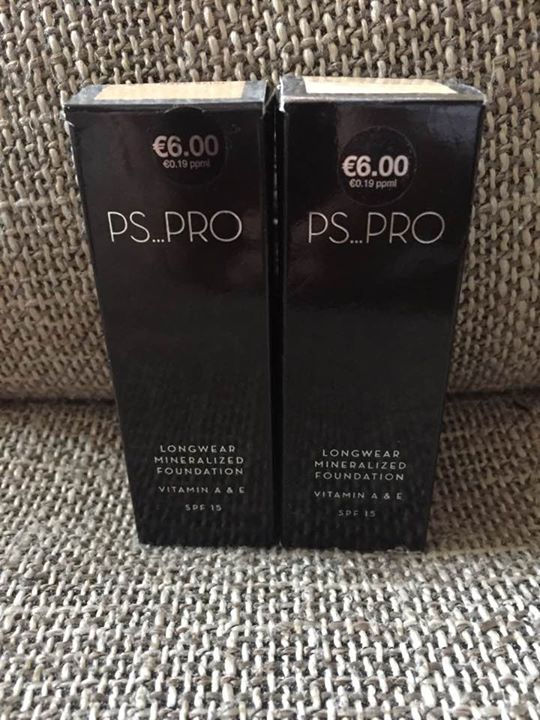 €6.00
€0.19 ppml
PS...PRO
LONGWEAR
MINERALIZED
FOUNDATION
VITAMIN A & E
SPF 15
€6.00
€0.19 ppml
PS...PRO
LONGWEAR
MINERALIZED
FOUNDATION
VITAMIN A & E
SPF 15